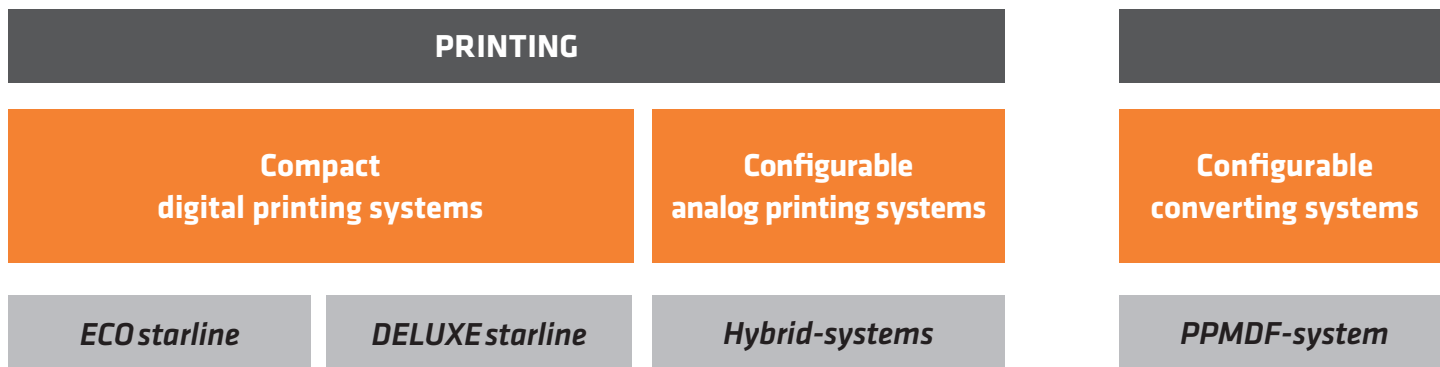 PRINTING
Compact
digital printing systems
Configurable
analog printing systems
Configurable
converting systems
ECO starline
DELUXE starline
Hybrid-systems
PPMDF-system